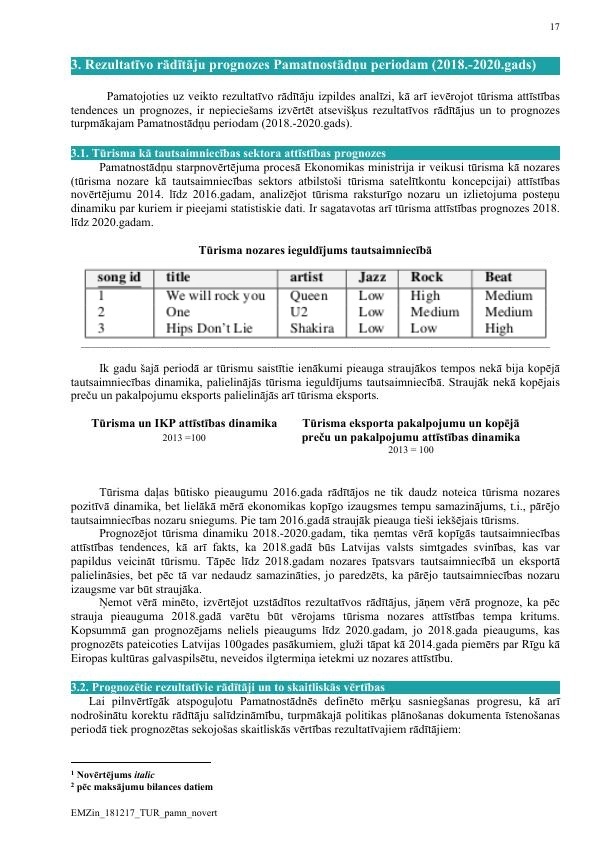 17
3. Rezultatīvo rādītāju prognozes Pamatnostādņu periodam (2018.-2020.gads)
Pamatojoties uz veikto rezultatīvo rādītāju izpildes analīzi, kā arī ievērojot tūrisma attīstības
tendences un prognozes, ir nepieciešams izvērtēt atsevišķus rezultatīvos rādītājus un to prognozes
turpmākajam Pamatnostādņu periodam (2018.-2020.gads).
3.1. Tūrisma kā tautsaimniecības sektora attīstības prognozes
Pamatnostādņu starpnovērtējuma procesā Ekonomikas ministrija ir veikusi tūrisma kā nozares
(tūrisma nozare kā tautsaimniecības sektors atbilstoši tūrisma satelītkontu koncepcijai) attīstības
novērtējumu 2014. līdz 2016.gadam, analizējot tūrisma raksturīgo nozaru un izlietojuma posteņu
dinamiku par kuriem ir pieejami statistiskie dati. Ir sagatavotas arī tūrisma attīstības prognozes 2018.
līdz 2020.gadam.
Tūrisma nozares ieguldījums tautsaimniecībā
song id title artist Jazz Rock Beat
1 We will rock you Queen Low High Medium
2 One U2 Low Medium Medium
3 Hips Don't Lie Shakira Low Low High
Ik gadu šajā periodā ar tūrismu saistītie ienākumi pieauga straujākos tempos nekā bija kopējā
tautsaimniecības dinamika, palielinājās tūrisma ieguldījums tautsaimniecībā. Straujāk nekā kopējais
preču un pakalpojumu eksports palielinājās arī tūrisma eksports.
Tūrisma un IKP attīstības dinamika
2013 =100
Tūrisma eksporta pakalpojumu un kopējā
preču un pakalpojumu attīstības dinamika
2013 = 100
Tūrisma daļas būtisko pieaugumu 2016.gada rādītājos ne tik daudz noteica tūrisma nozares
pozitīvā dinamika, bet lielākā mērā ekonomikas kopīgo izaugsmes tempu samazinājums, t.i., pārējo
tautsaimniecības nozaru sniegums. Pie tam 2016.gadā straujāk pieauga tieši iekšējais tūrisms.
Prognozējot tūrisma dinamiku 2018.-2020.gadam, tika ņemtas vērā kopīgās tautsaimniecības
attīstības tendences, kā arī fakts, ka 2018.gadā būs Latvijas valsts simtgades svinības, kas var
papildus veicināt tūrismu. Tāpēc līdz 2018.gadam nozares īpatsvars tautsaimniecībā un eksportā
palielināsies, bet pēc tā var nedaudz samazināties, jo paredzēts, ka pārējo tautsaimniecības nozaru
izaugsme var būt straujāka.
Ņemot vērā minēto, izvērtējot uzstādītos rezultatīvos rādītājus, jāņem vērā prognoze, ka pēc
strauja pieauguma 2018.gadā varētu būt vērojams tūrisma nozares attīstības tempa kritums.
Kopsummā gan prognozējams neliels pieaugums līdz 2020.gadam, jo 2018.gada pieaugums, kas
prognozēts pateicoties Latvijas 100gades pasākumiem, gluži tāpat kā 2014.gada piemērs par Rīgu kā
Eiropas kultūras galvaspilsētu, neveidos ilgtermiņa ietekmi uz nozares attīstību.
3.2. Prognozētie rezultatīvie rādītāji un to skaitliskās vērtības
Lai pilnvērtīgāk atspoguļotu Pamatnostādnēs definēto mērķu sasniegšanas progresu, kā arī
nodrošinātu korektu rādītāju salīdzināmību, turpmākajā politikas plānošanas dokumenta īstenošanas
periodā tiek prognozētas sekojošas skaitliskās vērtības rezultatīvajiem rādītājiem:
1 Novērtējums italic
2 pēc maksājumu bilances datiem
EMZin_181217_TUR_pamn_novert